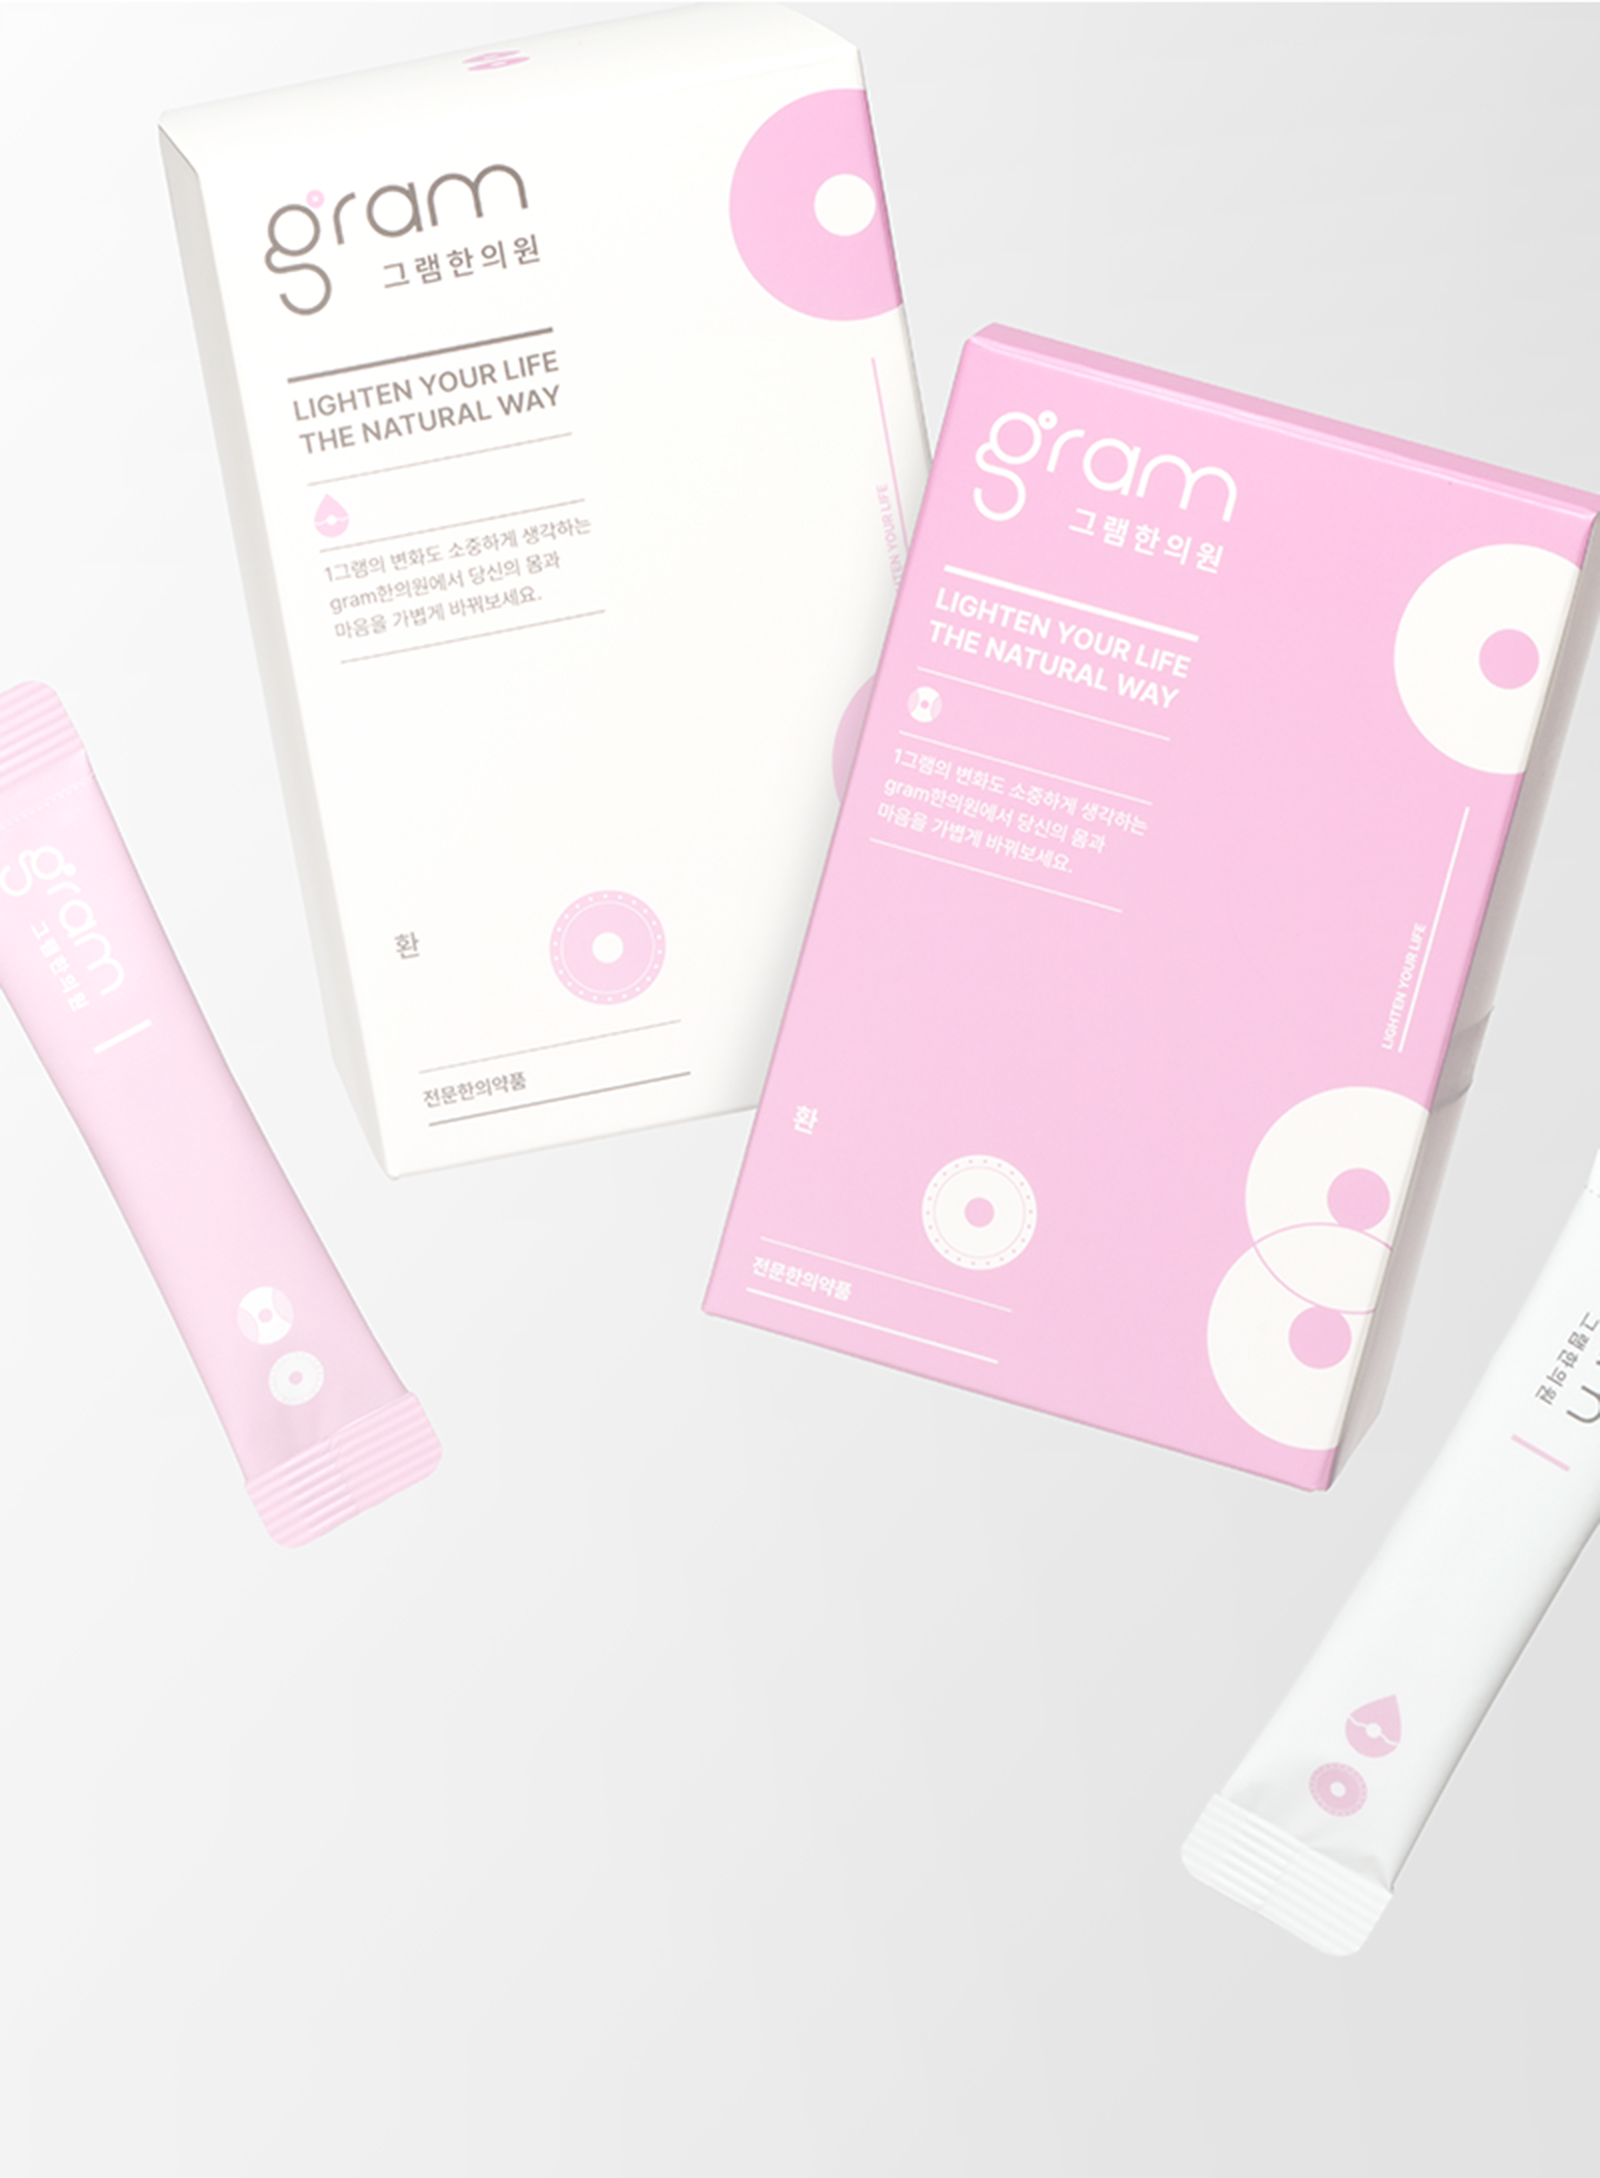 gram
그램한의원
LIGHTEN YOUR LIFE
THE NATURAL WAY
1그램의 변화도 소중하게 생각하는
gram한의원에서 당신의 몸과
마음을 가볍게 바꿔보세요.
환
전문한의약품
YOUR LIFE
gram
그램한의원
LIGHTEN YOUR LIFE
THE NATURAL WAY
1그램의 변화도 소중하게 생각하는
gram한의원에서 당신의 몸과
마음을 가볍게 바꿔보세요.
LIGHTEN YOUR LIFE
환
전문한의약품
gram
그램한의원
그램한의원